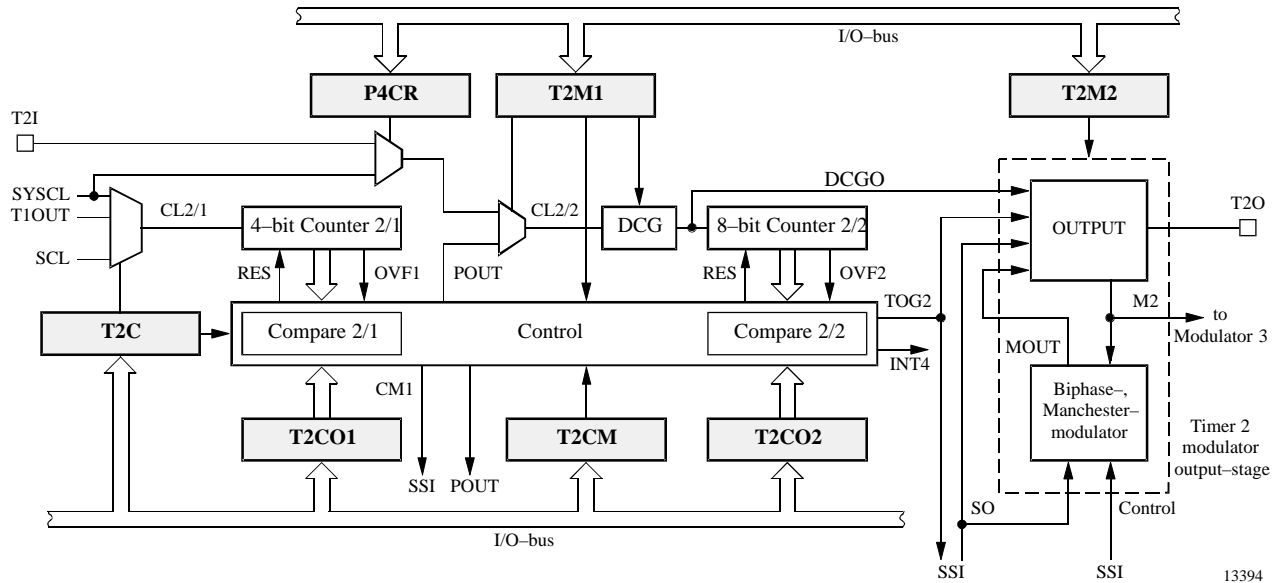 I/O–bus
P4CR
T2M1
T2M2
T2I
DCGO
SYSCL
T1OUT
SCL
CL2/1
4–bit Counter 2/1
CL2/2
DCG
8–bit Counter 2/2
OUTPUT
T2O
RES
OVF1
POUT
RES
OVF2
TOG2
M2
to
Modulator 3
T2C
Compare 2/1
Control
Compare 2/2
INT4
MOUT
CM1
Biphase–,
Manchester–
modulator
T2CO1
T2CM
T2CO2
Timer 2
modulator
output–stage
SSI
POUT
SO
Control
I/O–bus
SSI
SSI
13394